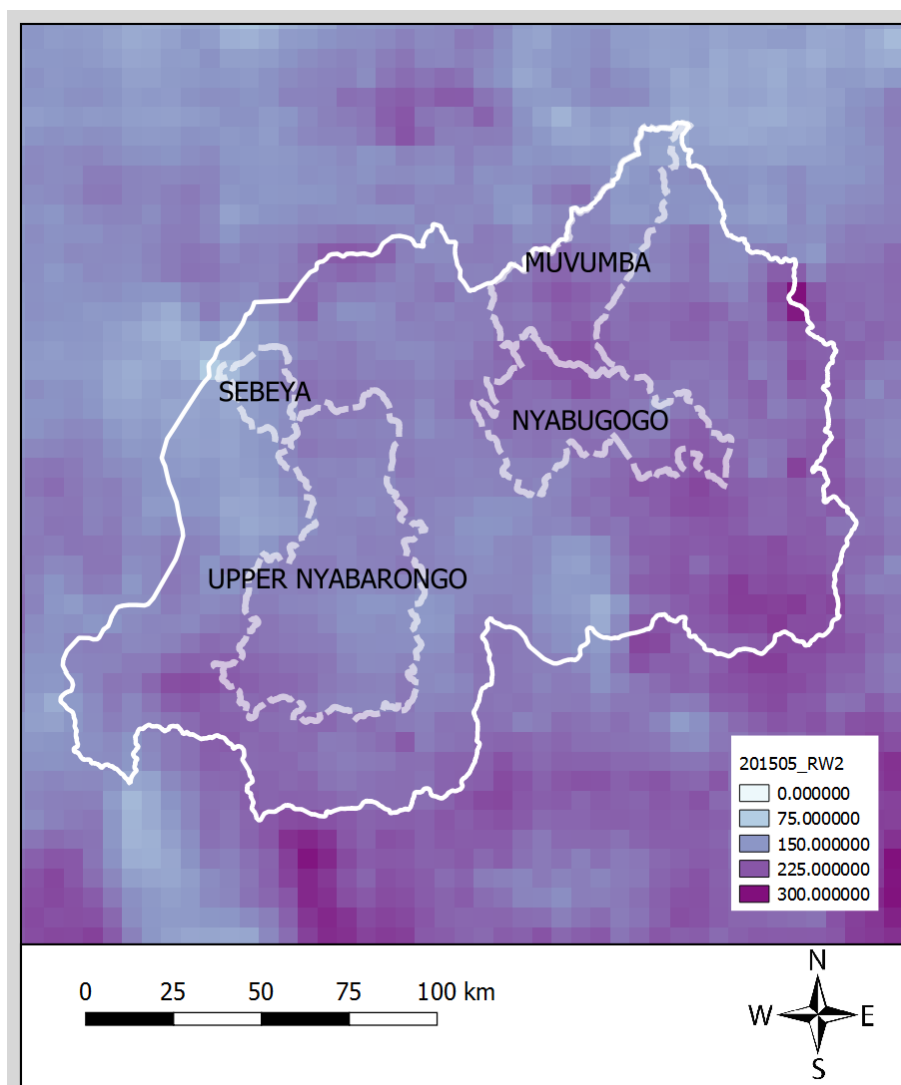 MUVUMBA
SEBEYA
NYABUGOGO
UPPER NYABARONGO
201505_RW2
0.000000
75.000000
150.000000
225.000000
300.000000
0 25 50 75 100 km
N
W E
S